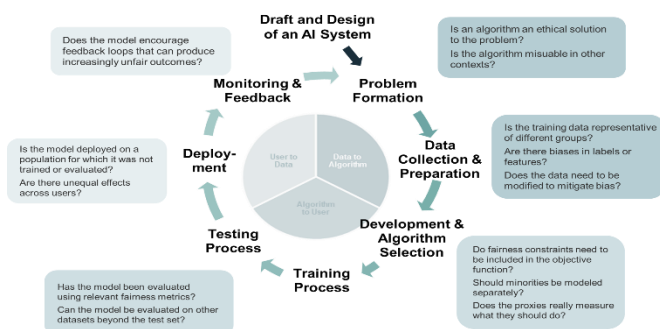 Draft and Design
of an AI System
Does the model encourage
feedback loops that can produce
increasingly unfair outcomes?
Is an algorithm an ethical solution
to the problem?
Is the algorithm misuable in other
contexts?
Monitoring &
Feedback
Problem
Formation
Is the model deployed on a
population for which it was not
trained or evaluated?
Are there unequal effects
across users?
Deploy-
ment
User to
Data
Data to
Algorithm
Algorithm
to User
Data
Collection &
Preparation
Is the training data representative
of different groups?
Are there biases in labels or
features?
Does the data need to be
modified to mitigate bias?
Testing
Process
Development &
Algorithm
Selection
Training
Process
Has the model been evaluated
using relevant fairness metrics?
Can the model be evaluated on other
datasets beyond the test set?
Do fairness constraints need to
be included in the objective
function?
Should minorities be modeled
separately?
Does the proxies really measure
what they should do?